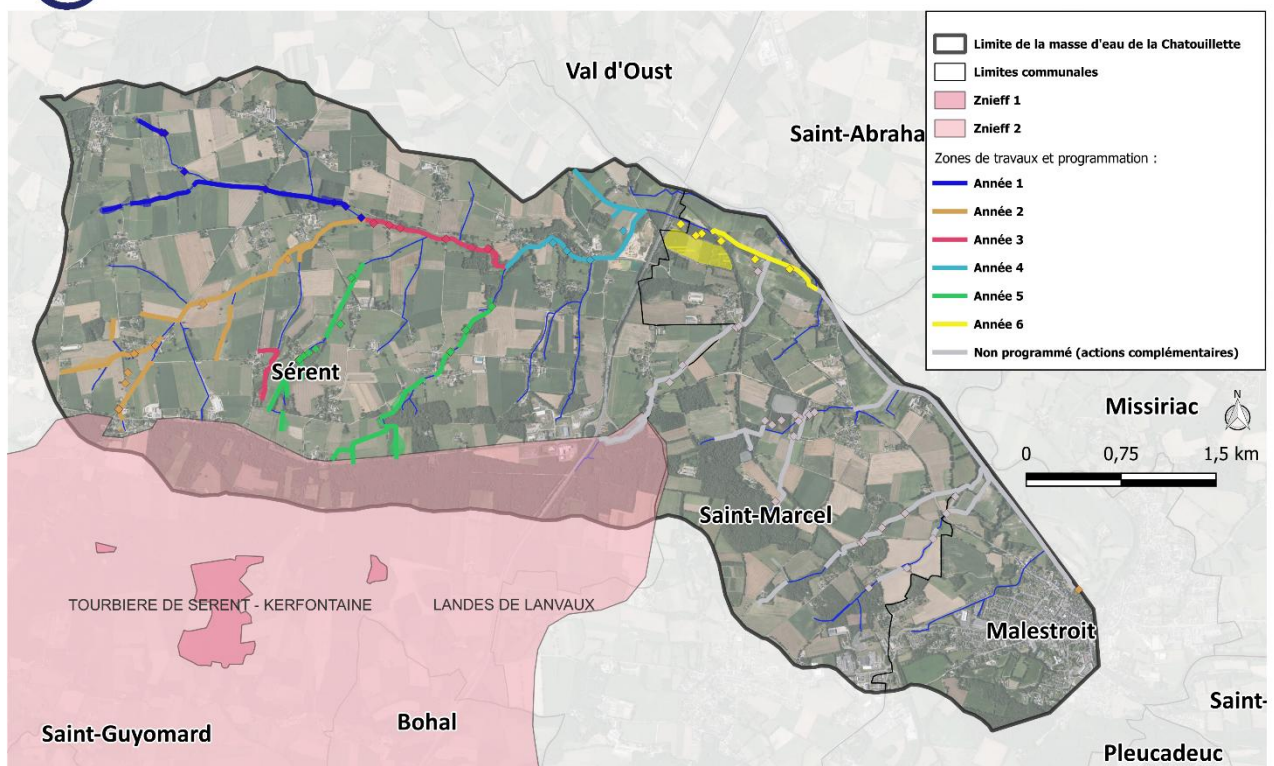 Val d'Oust
Saint-Abraha
Limite de la masse d'eau de la Chatouillette
Limites communales
Znieff 1
Znieff 2
Zones de travaux et programmation :
Année 1
Année 2
Année 3
Année 4
Année 5
Année 6
Non programmé (actions complémentaires)
Sérent
Missiriac
N
0 0,75 1,5 km
Saint-Marcel
TOURBIERE DE SERENT - KERFONTAINE
LANDES DE LANVAUX
Malestroit
Saint-
Bohal
Saint-Guyomard
Pleucadeuc